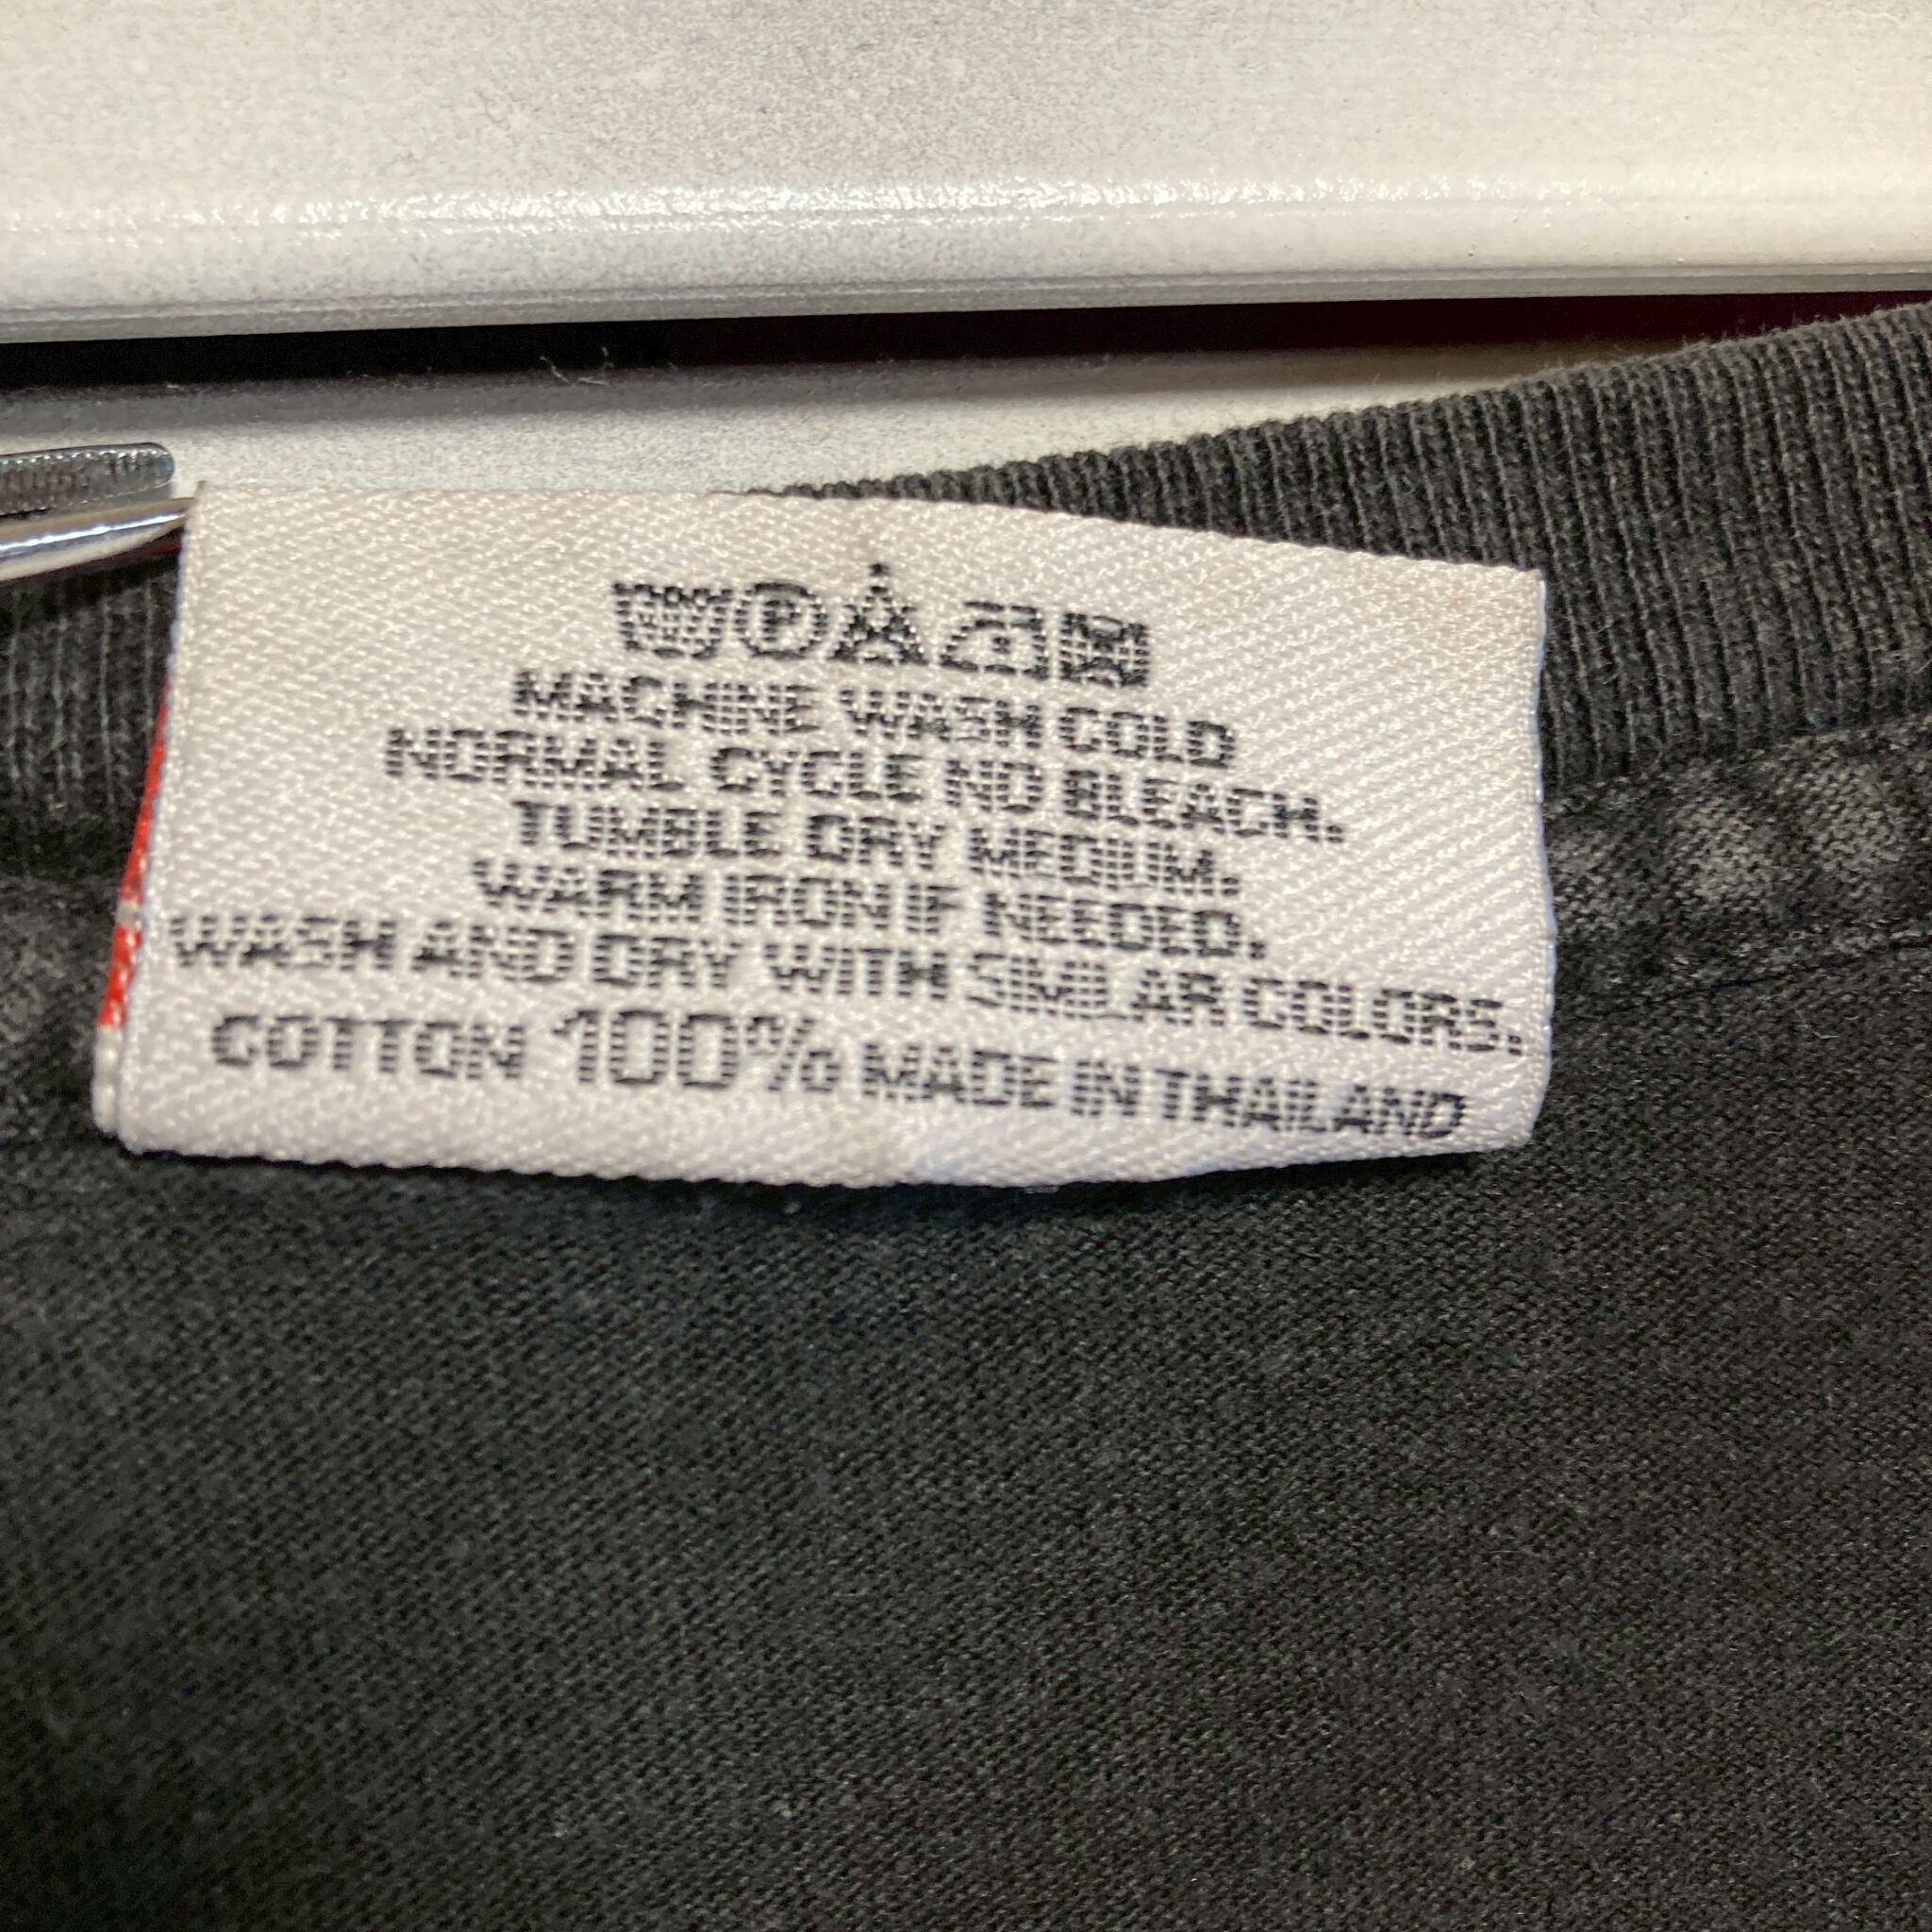 MACHINE WASH COLD
NORMAL CYCLE NO BLEACH.
TUMBLE DRY MEDIUM.
WARM IRON IF NEEDED.
WASH AND DRY WITH SIMILAR COLORS.
COTTON 100% MADE IN THAILAND